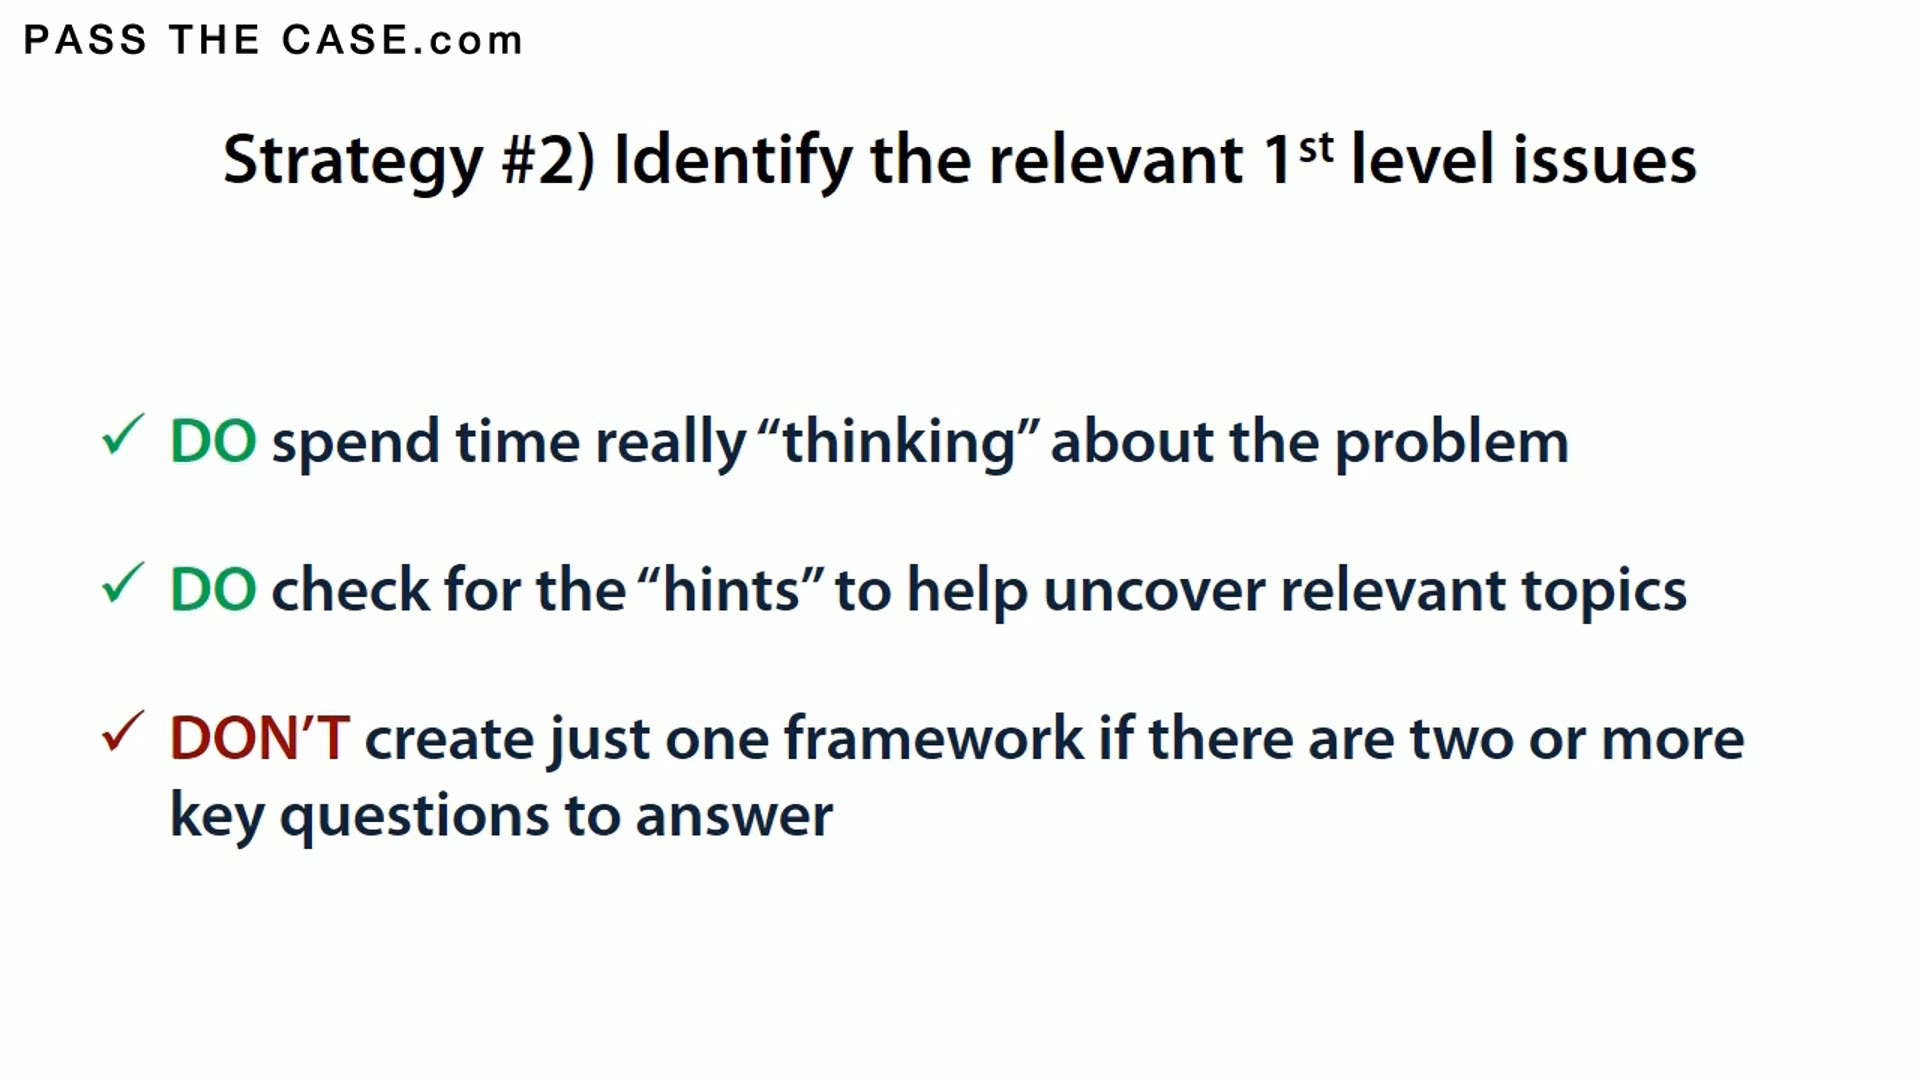 PASS THE CASE.com
Strategy #2) Identify the relevant 1st level issues
✓ DO spend time really “thinking” about the problem
✓ DO check for the “hints” to help uncover relevant topics
✓ DON’T create just one framework if there are two or more
key questions to answer